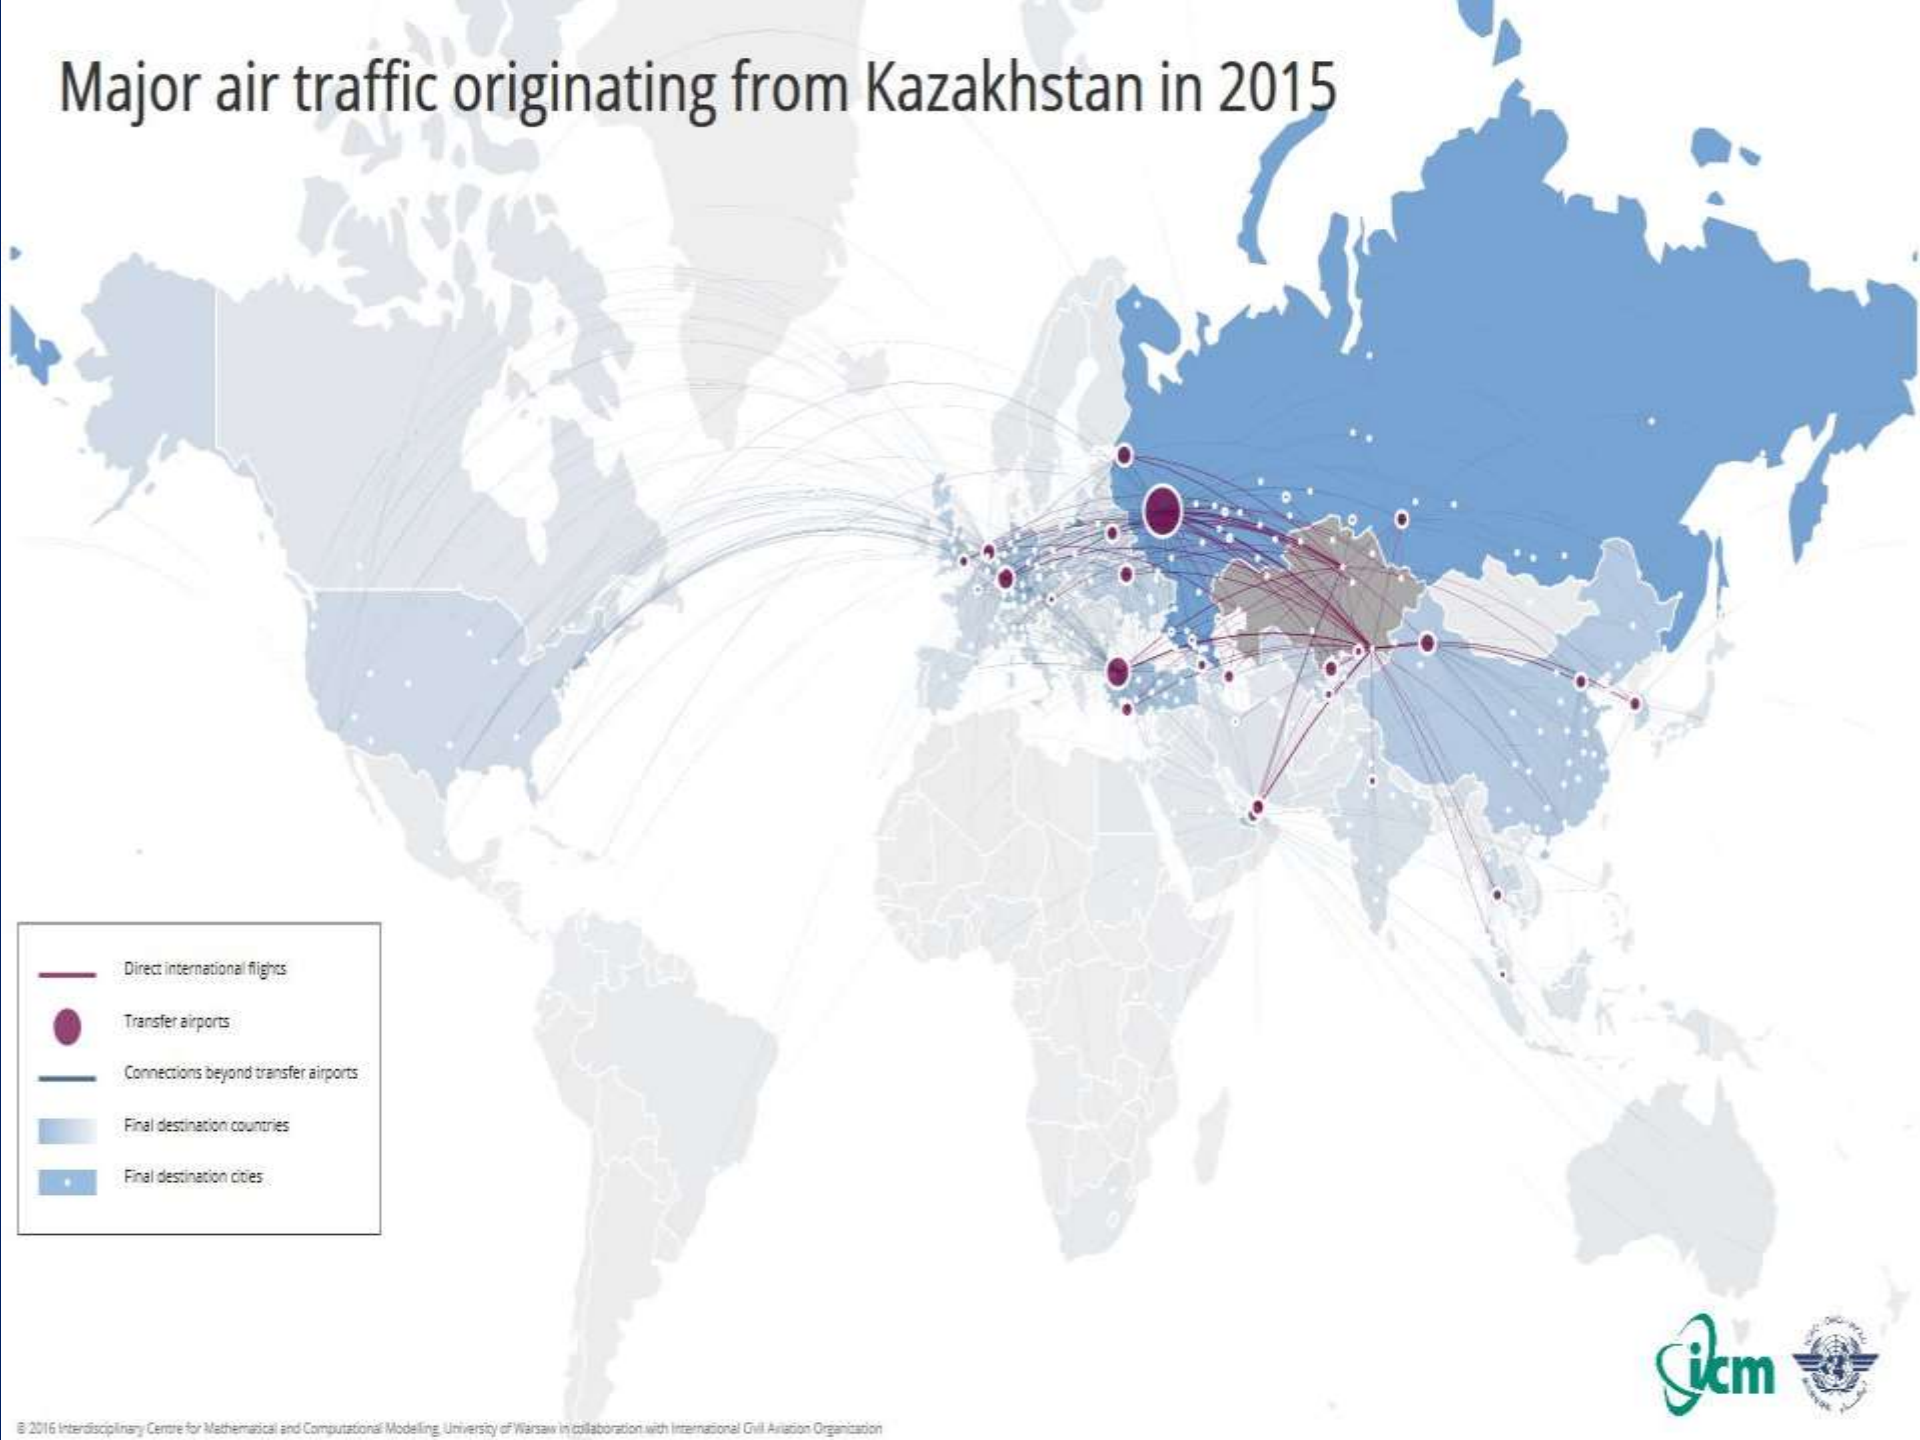 Major air traffic originating from Kazakhstan in 2015
Direct international flights
Transfer airports
Connections beyond transfer airports
Final destination countries
Final destination cities
icm
© 2016 Interdisciplinary Centre for Mathematical and Computational Modelling, University of Warsaw in collaboration with International Civil Aviation Organization